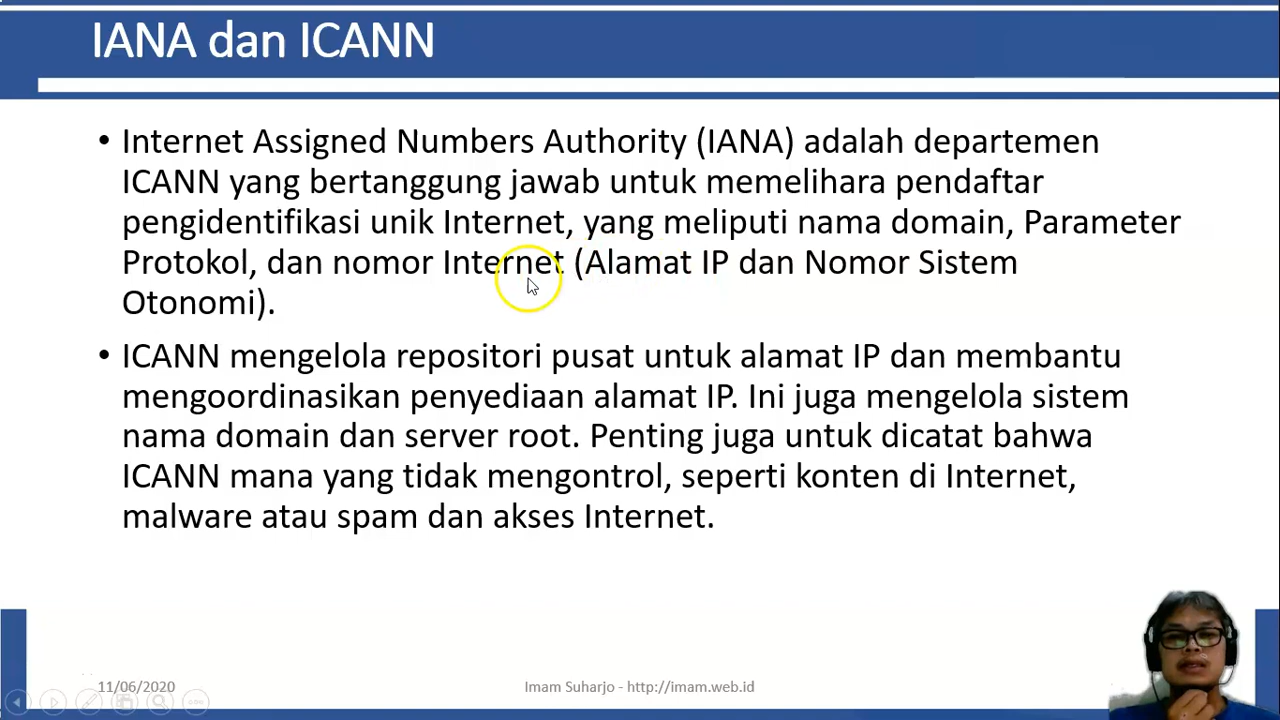 IANA dan ICANN
• Internet Assigned Numbers Authority (IANA) adalah departemen
ICANN yang bertanggung jawab untuk memelihara pendaftar
pengidentifikasi unik Internet, yang meliputi nama domain, Parameter
Protokol, dan nomor Internet (Alamat IP dan Nomor Sistem
Otonomi).
• ICANN mengelola repositori pusat untuk alamat IP dan membantu
mengoordinasikan penyediaan alamat IP. Ini juga mengelola sistem
nama domain dan server root. Penting juga untuk dicatat bahwa
ICANN mana yang tidak mengontrol, seperti konten di Internet,
malware atau spam dan akses Internet.
11/06/2020
Imam Suharjo - http://imam.web.id